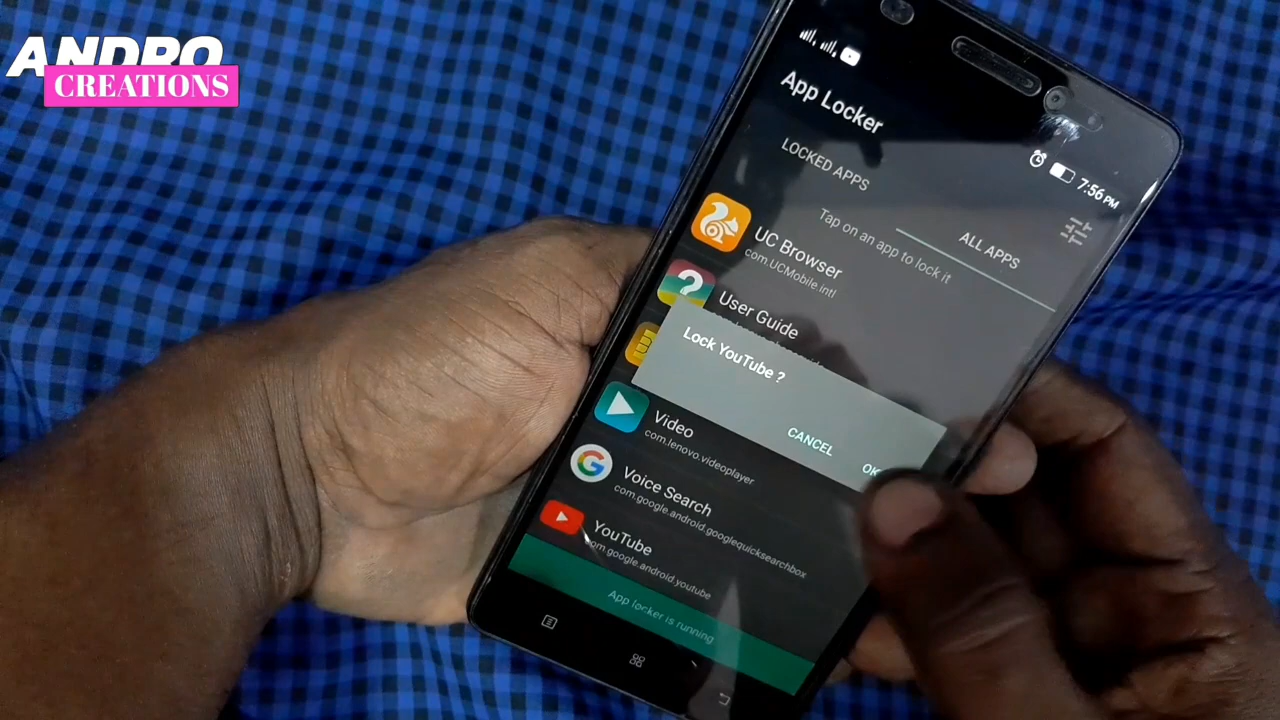 ANDRO
CREATIONS
App Locker
7:56 PM
LOCKED APPS
ALL APPS
Tap on an app to lock it
UC Browser
com.UCMobile.intl
User Guide
Lock YouTube ?
CANCEL
OK
Video
com.lenovo.videoplayer
Voice Search
com.google.android.googlequicksearchbox
YouTube
com.google.android.youtube
App locker is running